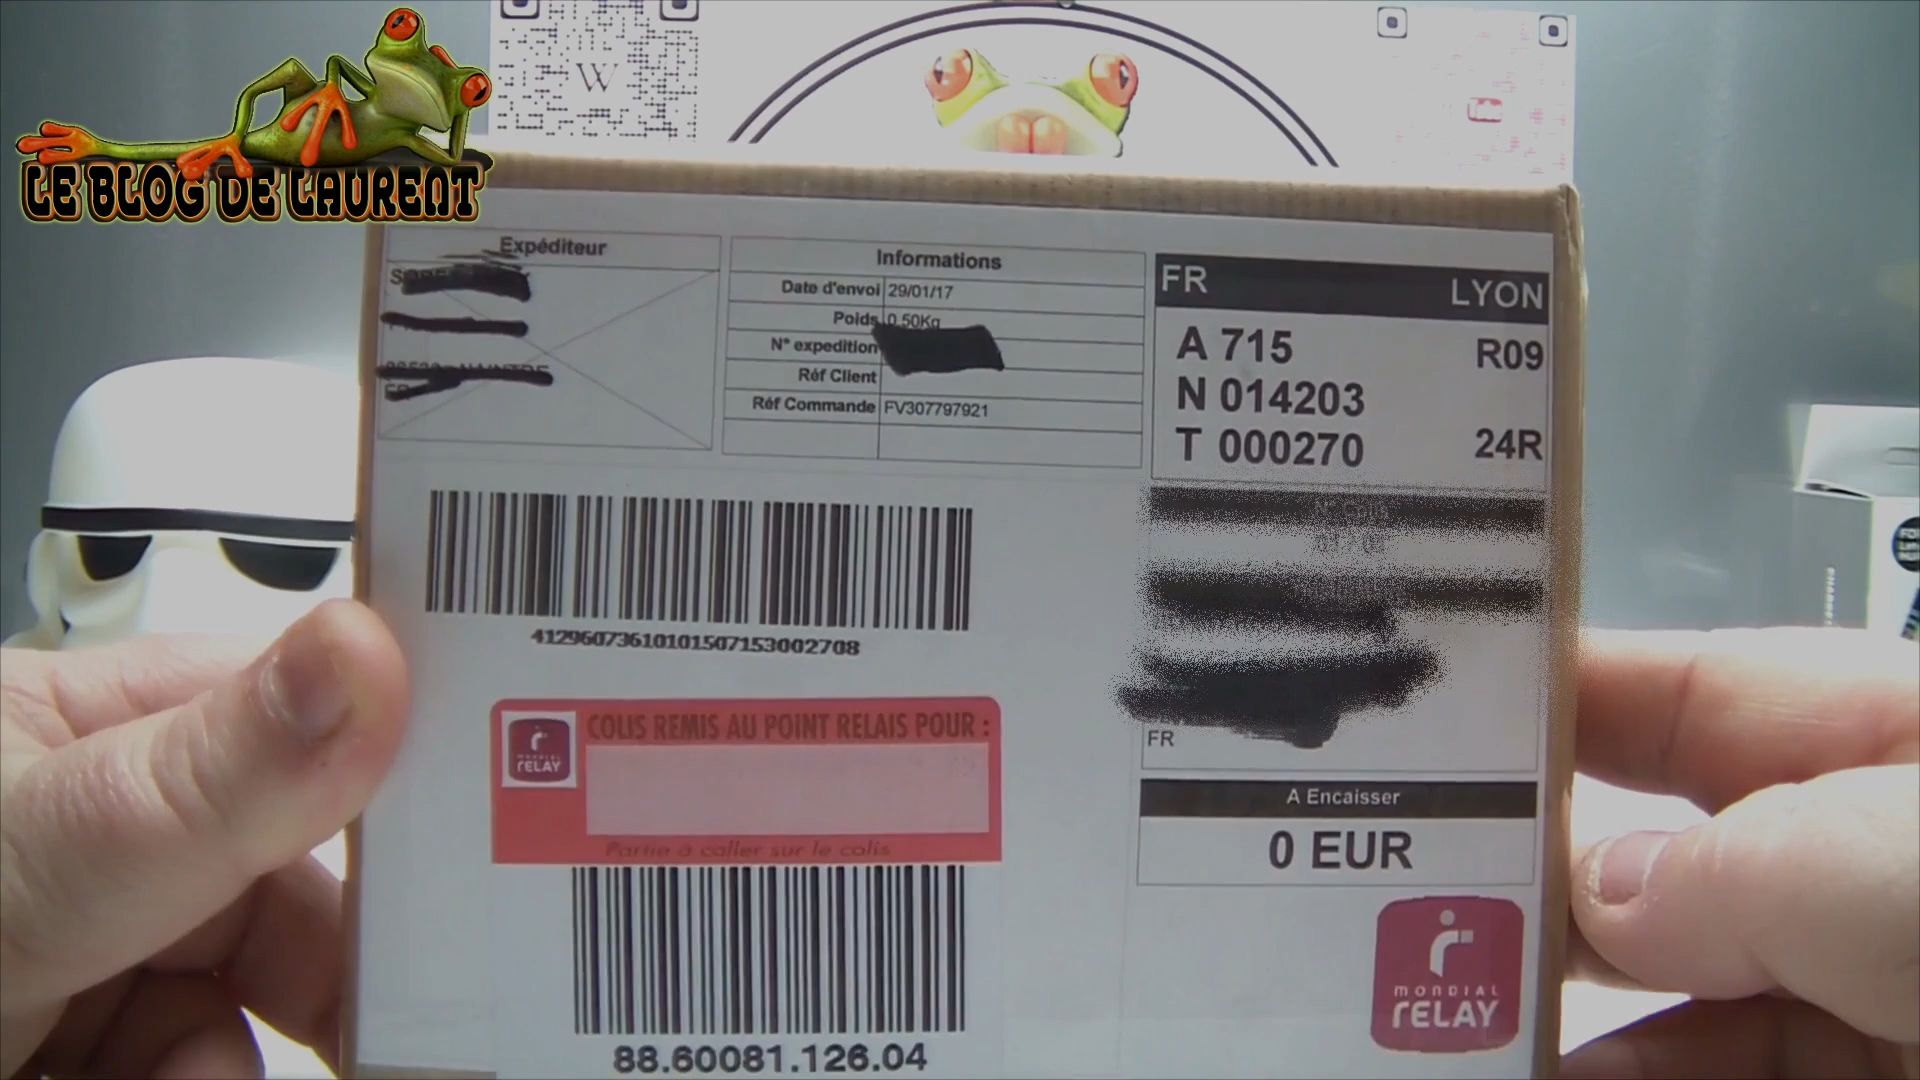 W
LE BLOG DE LAURENT
Expéditeur
Informations
Date d'envoi 29/01/17
Poids 0.50Kg
N° expedition
Réf Client
Réf Commande FV307797921
FR LYON
A 715 R09
N 014203
T 000270 24R
FR
A Encaisser
0 EUR
41296073610101507153002708
COLIS REMIS AU POINT RELAIS POUR :
MONDIAL
RELAY
Partie à coller sur le colis
88.60081.126.04
MONDIAL
RELAY